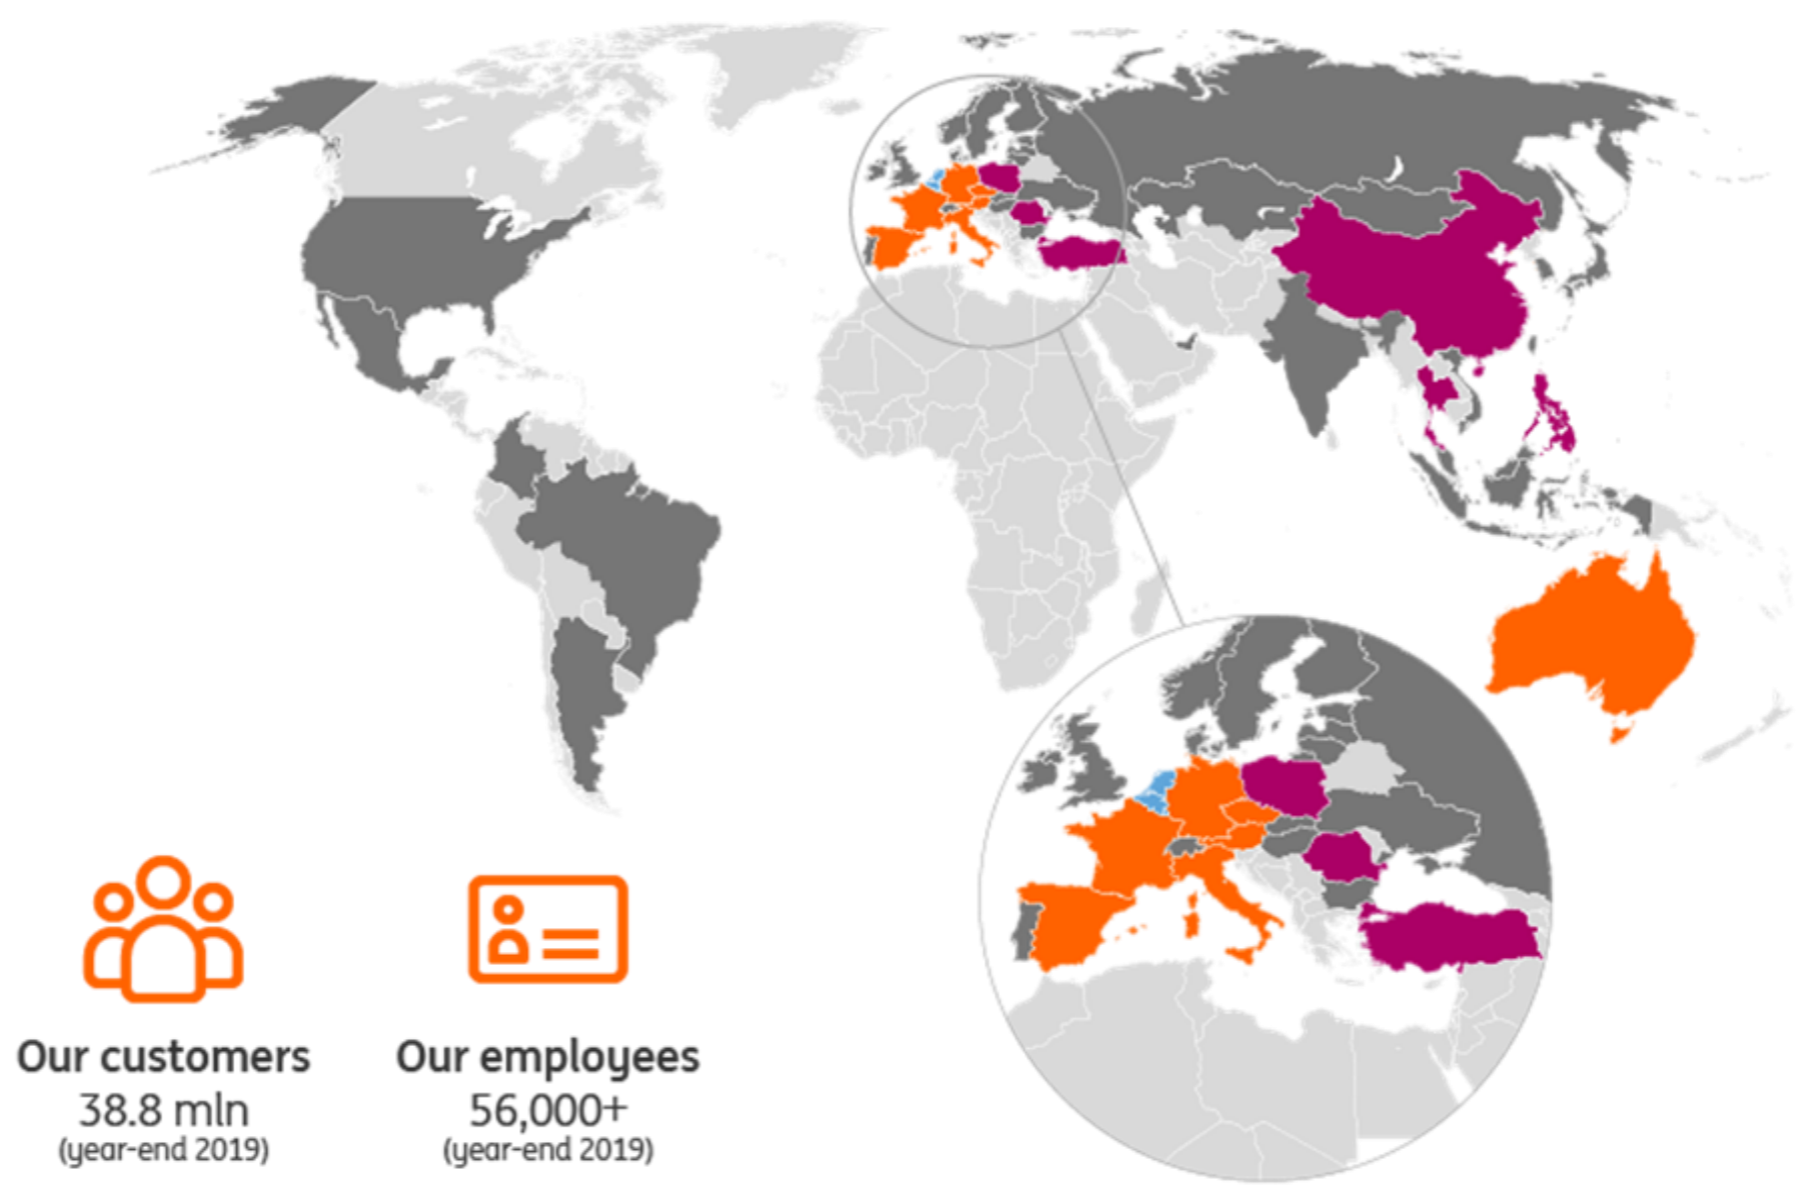 Our customers
38.8 mln
(year-end 2019)
Our employees
56,000+
(year-end 2019)